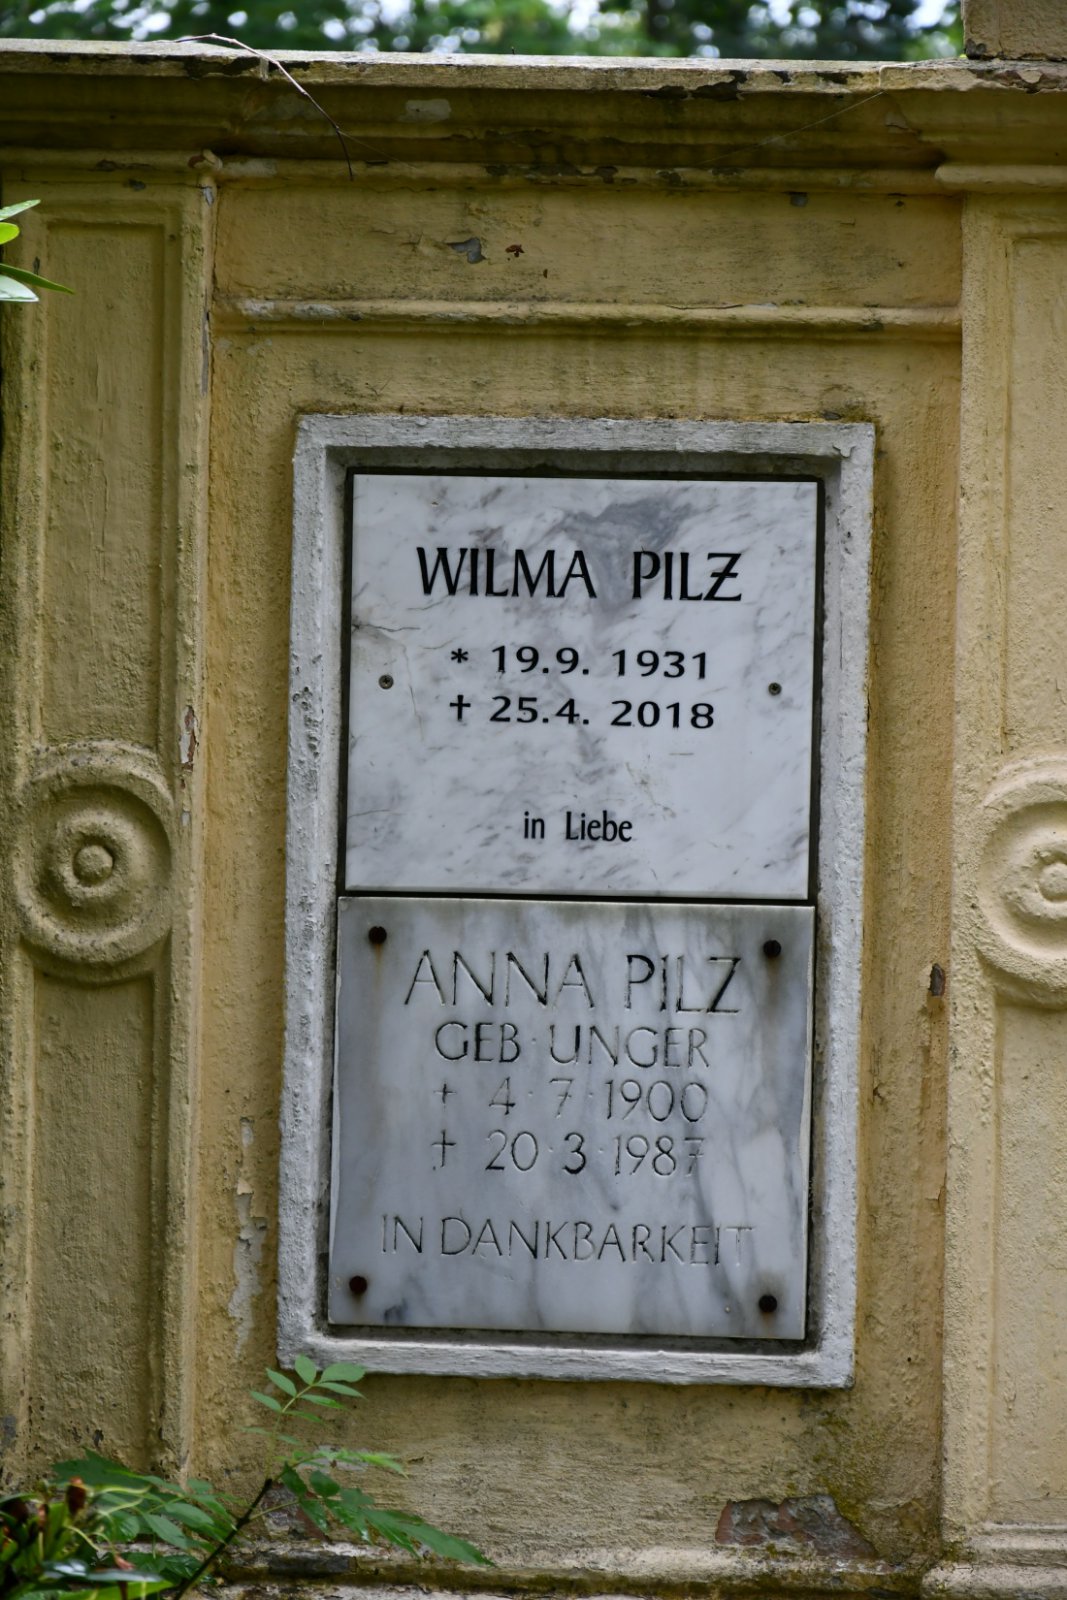 WILMA PILZ
* 19.9. 1931
† 25.4. 2018
in Liebe
ANNA PILZ
GEB·UNGER
+ 4·7·1900
† 20·3·1987
IN DANKBARKEIT